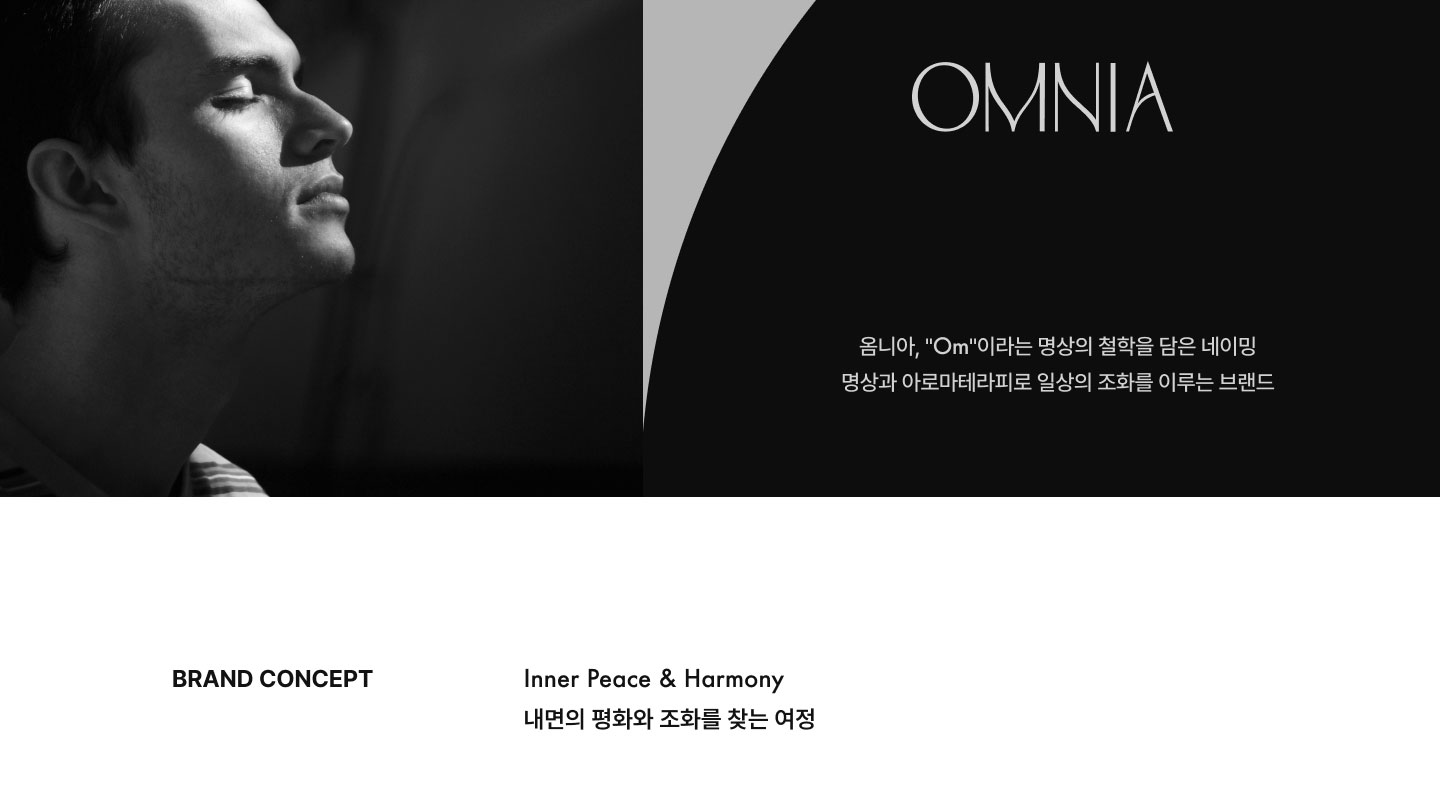 OMNIA
옴니아, "Om"이라는 명상의 철학을 담은 네이밍
명상과 아로마테라피로 일상의 조화를 이루는 브랜드
BRAND CONCEPT
Inner Peace & Harmony
내면의 평화와 조화를 찾는 여정